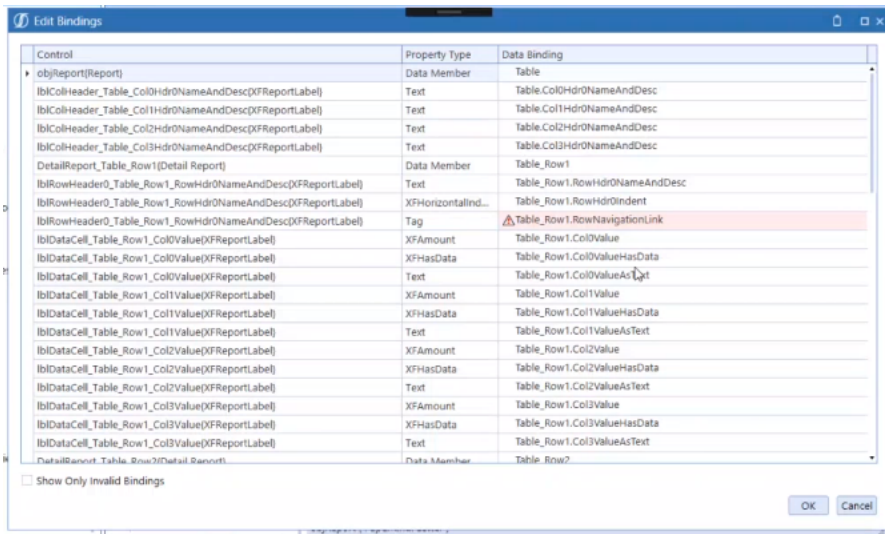 Edit Bindings
Control Property Type Data Binding
objReport(Report) Data Member Table
lblColHeader_Table_Col0Hdr0NameAndDesc(XFReportLabel) Text Table.Col0Hdr0NameAndDesc
lblColHeader_Table_Col1Hdr0NameAndDesc(XFReportLabel) Text Table.Col1Hdr0NameAndDesc
lblColHeader_Table_Col2Hdr0NameAndDesc(XFReportLabel) Text Table.Col2Hdr0NameAndDesc
lblColHeader_Table_Col3Hdr0NameAndDesc(XFReportLabel) Text Table.Col3Hdr0NameAndDesc
DetailReport_Table_Row1(Detail Report) Data Member Table_Row1
lblRowHeader0_Table_Row1_RowHdr0NameAndDesc(XFReportLabel) Text Table_Row1.RowHdr0NameAndDesc
lblRowHeader0_Table_Row1_RowHdr0NameAndDesc(XFReportLabel) XFHorizontalInd... Table_Row1.RowHdr0Indent
lblRowHeader0_Table_Row1_RowHdr0NameAndDesc(XFReportLabel) Tag Table_Row1.RowNavigationLink
lblDataCell_Table_Row1_Col0Value(XFReportLabel) XFAmount Table_Row1.Col0Value
lblDataCell_Table_Row1_Col0Value(XFReportLabel) XFHasData Table_Row1.Col0ValueHasData
lblDataCell_Table_Row1_Col0Value(XFReportLabel) Text Table_Row1.Col0ValueAsText
lblDataCell_Table_Row1_Col1Value(XFReportLabel) XFAmount Table_Row1.Col1Value
lblDataCell_Table_Row1_Col1Value(XFReportLabel) XFHasData Table_Row1.Col1ValueHasData
lblDataCell_Table_Row1_Col1Value(XFReportLabel) Text Table_Row1.Col1ValueAsText
lblDataCell_Table_Row1_Col2Value(XFReportLabel) XFAmount Table_Row1.Col2Value
lblDataCell_Table_Row1_Col2Value(XFReportLabel) XFHasData Table_Row1.Col2ValueHasData
lblDataCell_Table_Row1_Col2Value(XFReportLabel) Text Table_Row1.Col2ValueAsText
lblDataCell_Table_Row1_Col3Value(XFReportLabel) XFAmount Table_Row1.Col3Value
lblDataCell_Table_Row1_Col3Value(XFReportLabel) XFHasData Table_Row1.Col3ValueHasData
lblDataCell_Table_Row1_Col3Value(XFReportLabel) Text Table_Row1.Col3ValueAsText
DetailReport_Table_Row2(Detail Report) Data Member Table_Row2
Show Only Invalid Bindings
OK Cancel